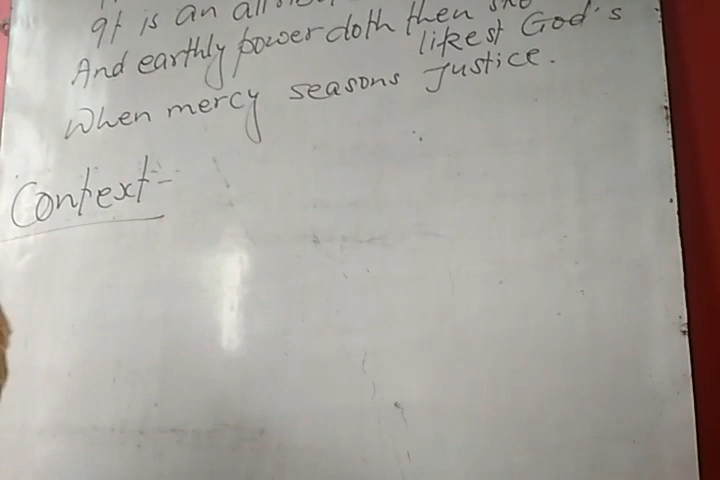 It is an
And earthly power doth then
likest God's
When mercy seasons Justice.
Context:-